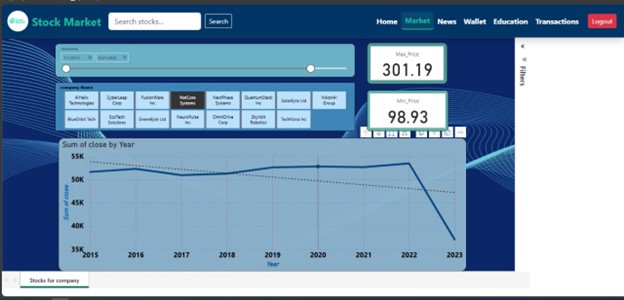 Stock Market Search stocks... Search Home Market News Wallet Education Transactions Logout
Max_Price
301.19
Filters
company Name
Airhelix Technologies CyberLeap Corp FusionWare Inc NetCore Systems NextPhase Systems QuantumStack Inc SolarByte Ltd VisionAI Group
BlueOrbit Tech EcoTech Solutions GreenByte Ltd NeuroPulse Inc OmniDrive Corp SkyNet Robotics TechNova Inc
Min_Price
98.93
Sum of close by Year
55K
50K
45K
40K
35K
Sum of close
2015 2016 2017 2018 2019 2020 2021 2022 2023
Year
Stocks for company